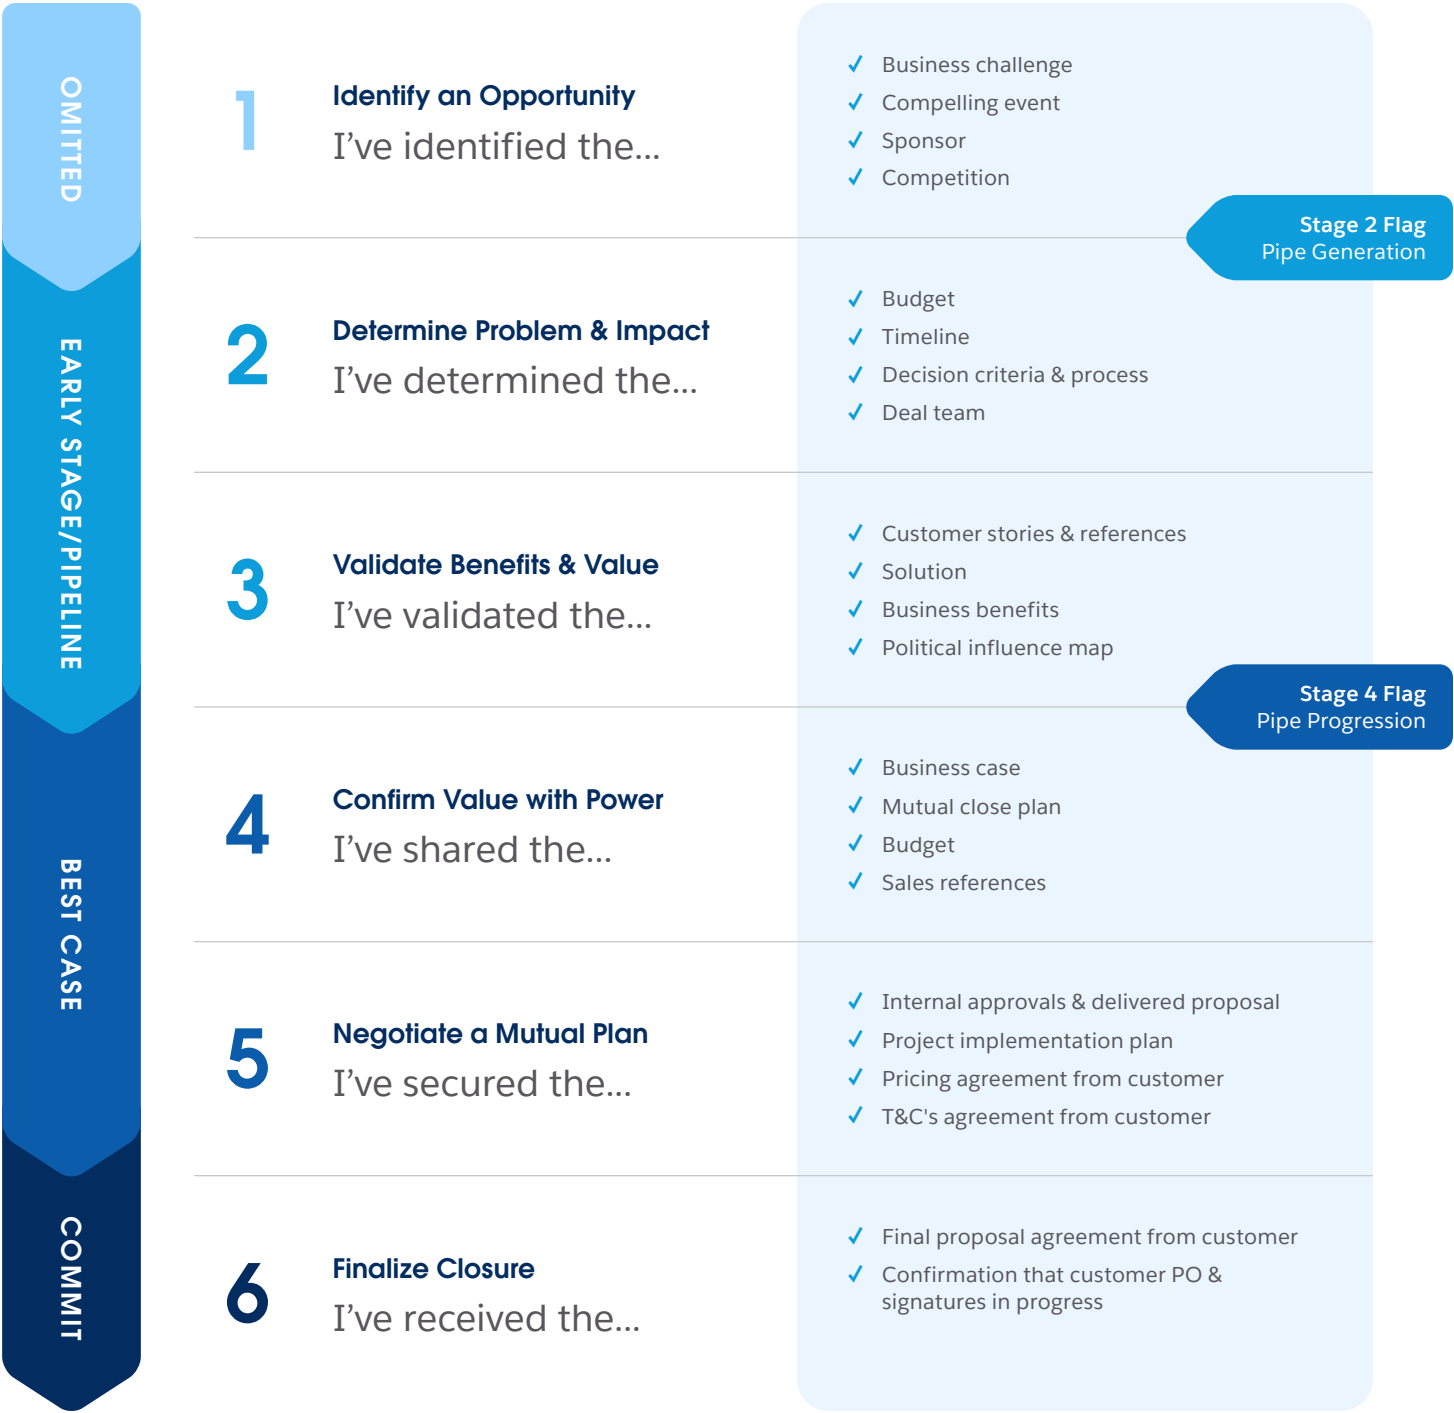 OMITTED
1
Identify an Opportunity
I've identified the...
Business challenge
Compelling event
Sponsor
Competition
Stage 2 Flag
Pipe Generation
EARLY STAGE/PIPELINE
2
Determine Problem & Impact
I've determined the...
Budget
Timeline
Decision criteria & process
Deal team
3
Validate Benefits & Value
I've validated the...
Customer stories & references
Solution
Business benefits
Political influence map
Stage 4 Flag
Pipe Progression
BEST CASE
4
Confirm Value with Power
I've shared the...
Business case
Mutual close plan
Budget
Sales references
5
Negotiate a Mutual Plan
I've secured the...
Internal approvals & delivered proposal
Project implementation plan
Pricing agreement from customer
T&C's agreement from customer
COMMIT
6
Finalize Closure
I've received the...
Final proposal agreement from customer
Confirmation that customer PO &
signatures in progress